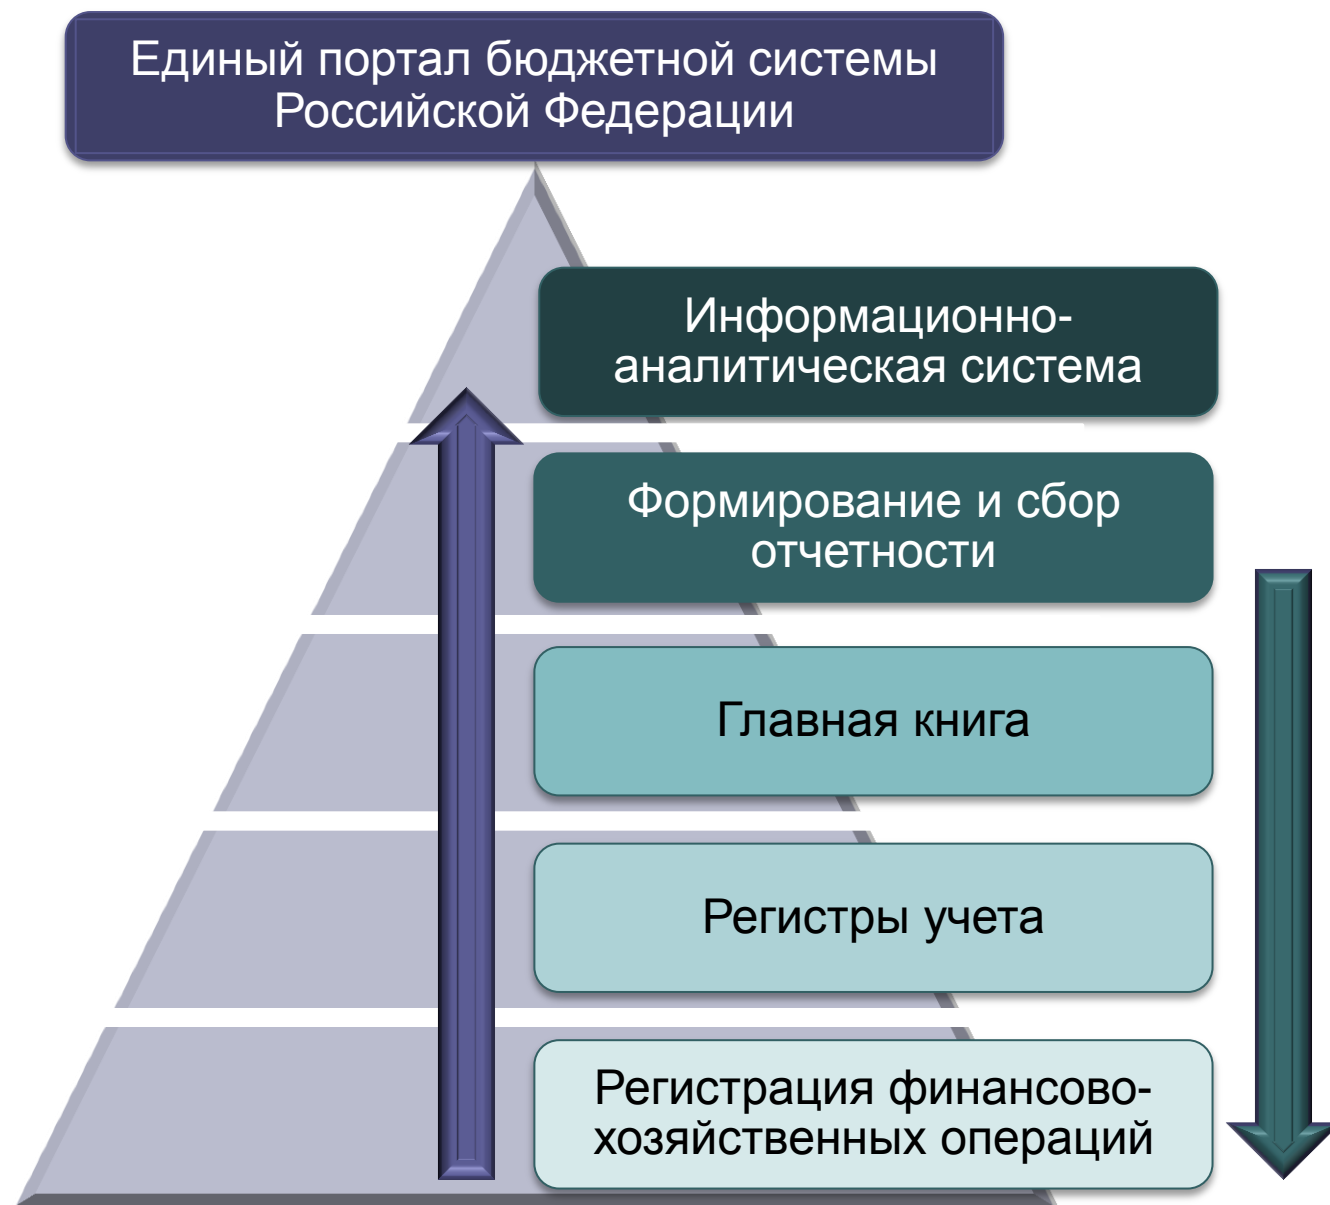 Единый портал бюджетной системы
Российской Федерации
Информационно-
аналитическая система
Формирование и сбор
отчетности
Главная книга
Регистры учета
Регистрация финансово-
хозяйственных операций